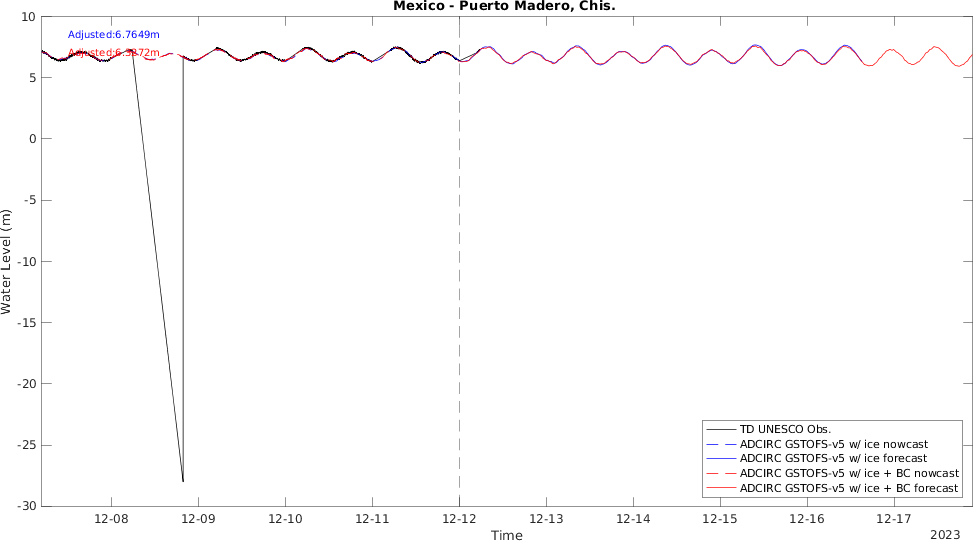 Mexico - Puerto Madero, Chis.
Adjusted:6.7649m
10
5
0
-5
-10
-15
-20
-25
-30
Water Level (m)
TD UNESCO Obs.
ADCIRC GSTOFS-v5 w/ ice nowcast
ADCIRC GSTOFS-v5 w/ ice forecast
ADCIRC GSTOFS-v5 w/ ice + BC nowcast
ADCIRC GSTOFS-v5 w/ ice + BC forecast
12-08 12-09 12-10 12-11 12-12 12-13 12-14 12-15 12-16 12-17
Time
2023